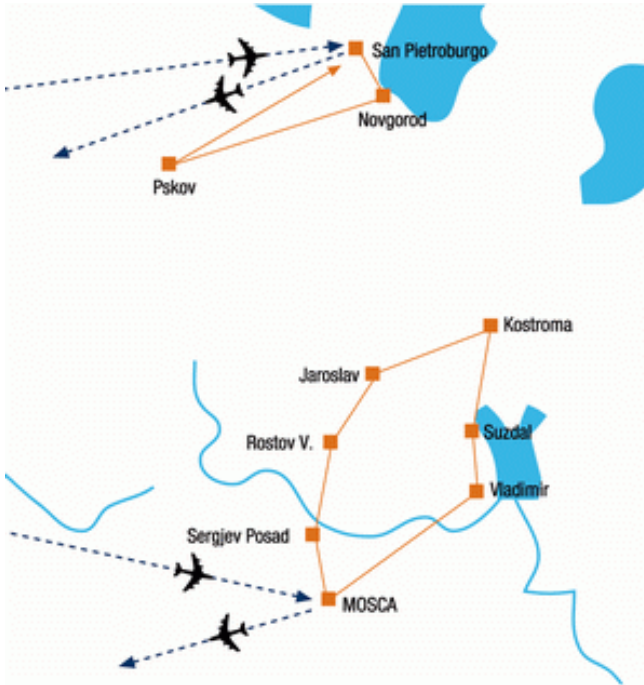 San Pietroburgo
Novgorod
Pskov
Kostroma
Jaroslav
Suzdal
Rostov V.
Vladimir
Sergjev Posad
MOSCA